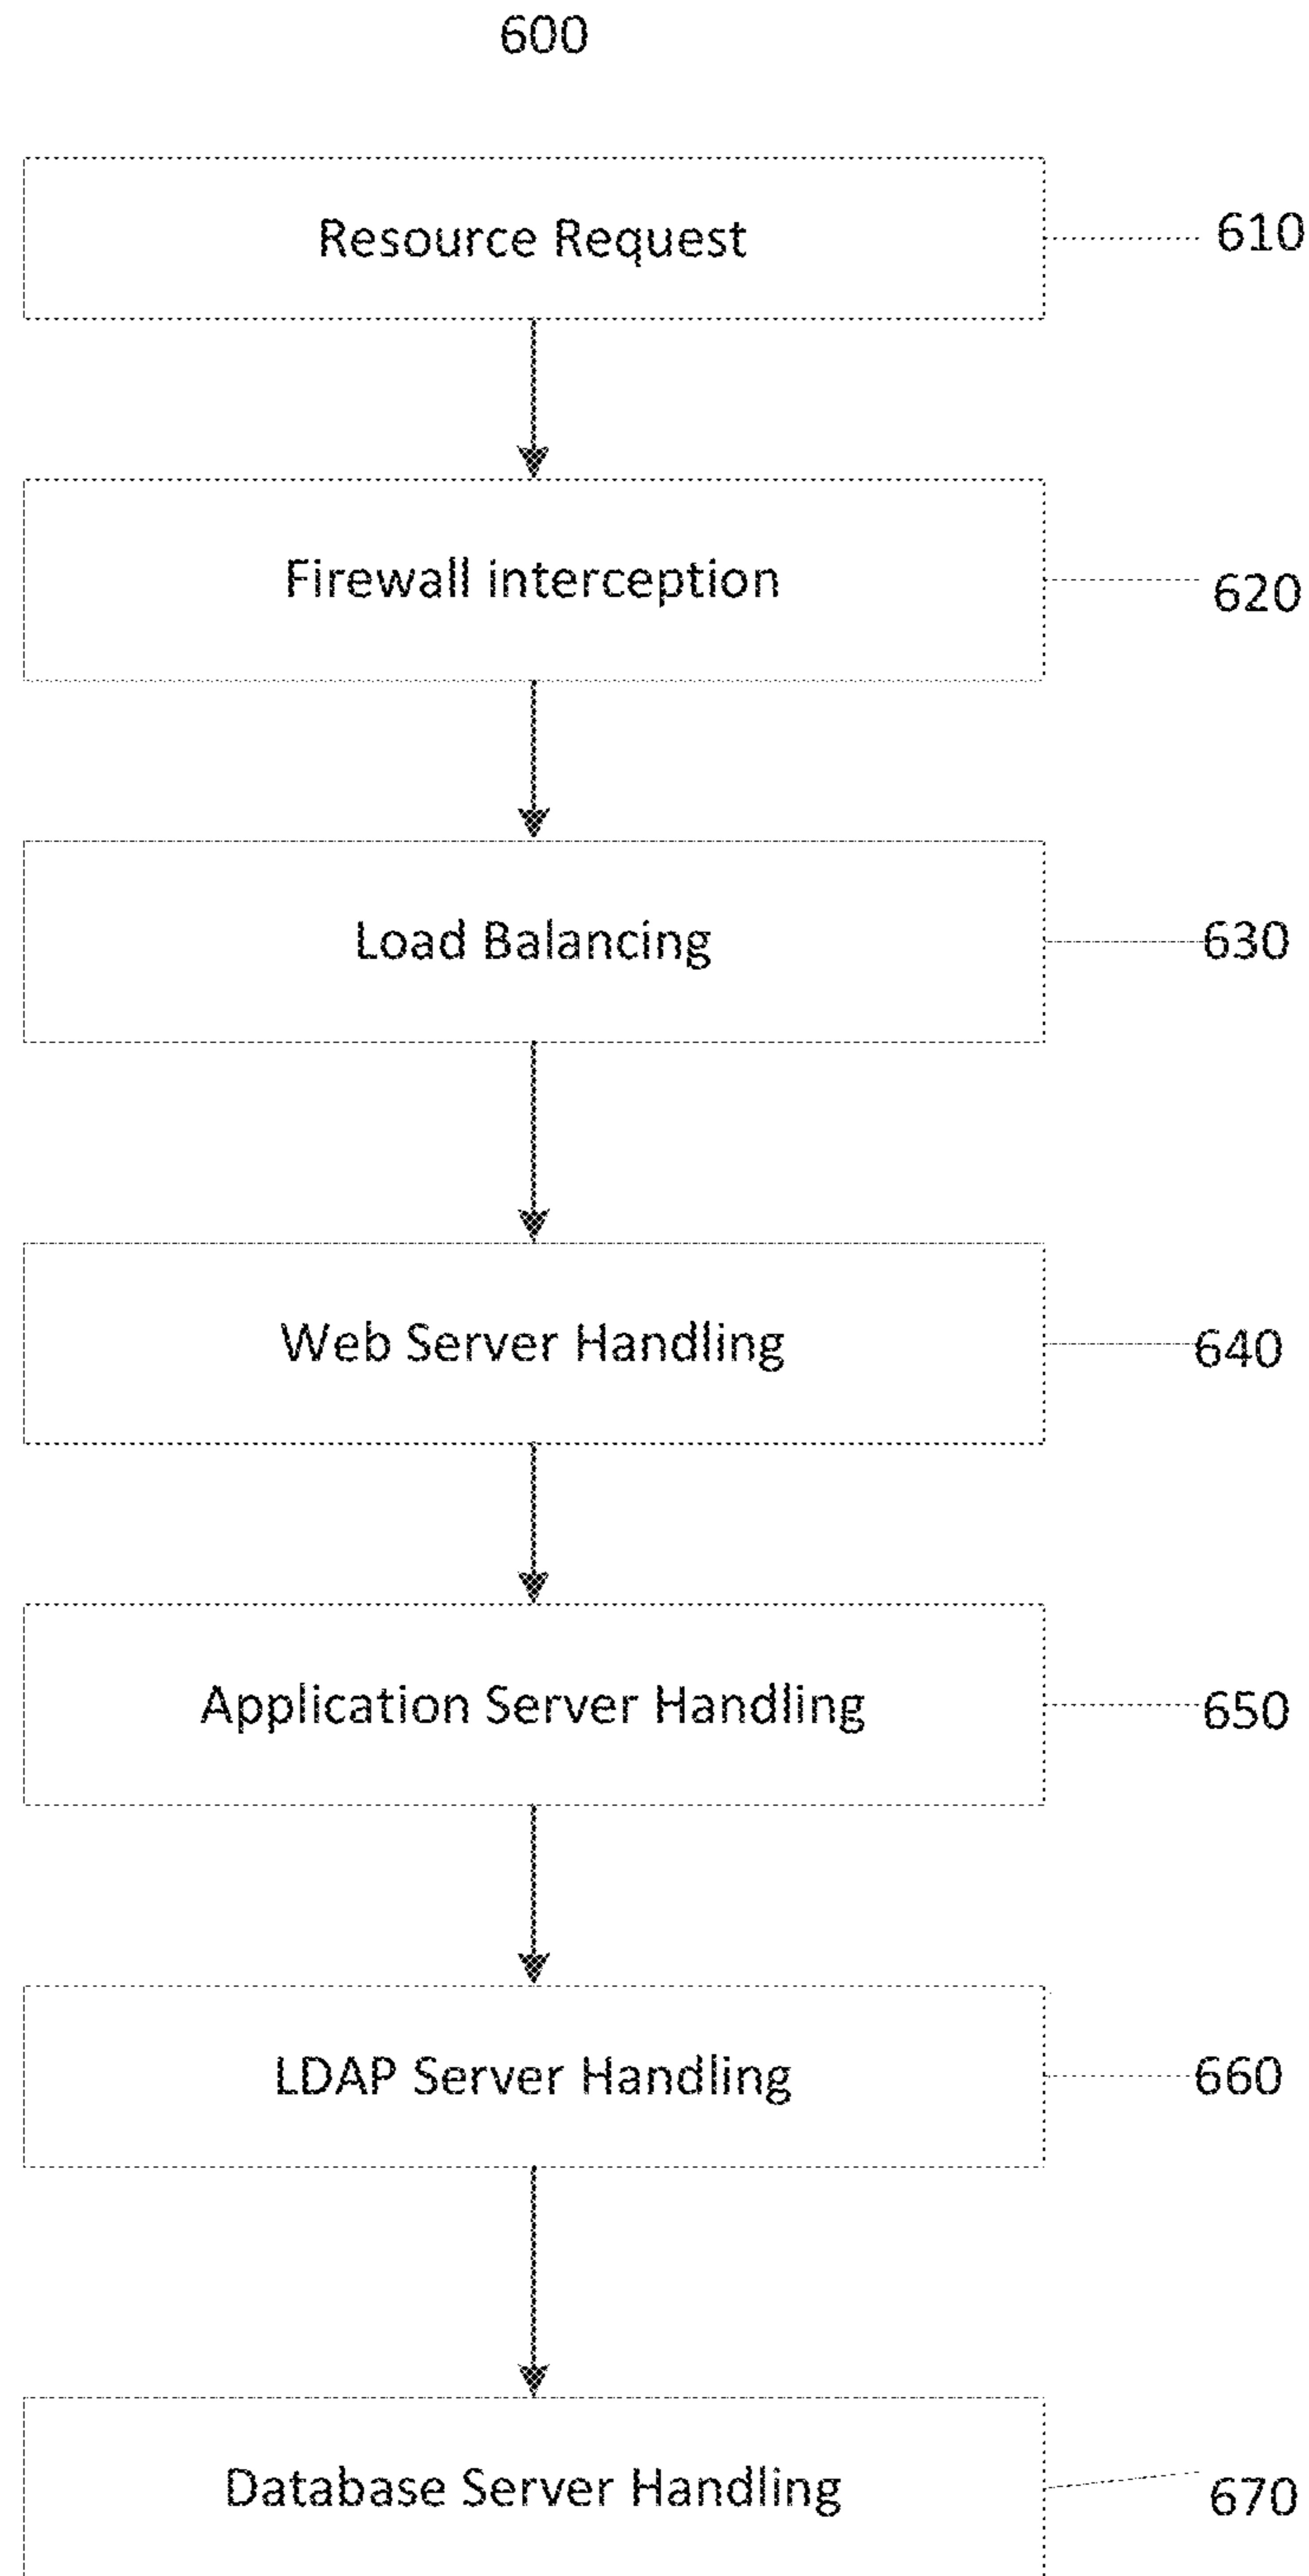 600
Resource Request
610
Firewall interception
620
Load Balancing
630
Web Server Handling
640
Application Server Handling
650
LDAP Server Handling
660
Database Server Handling
670